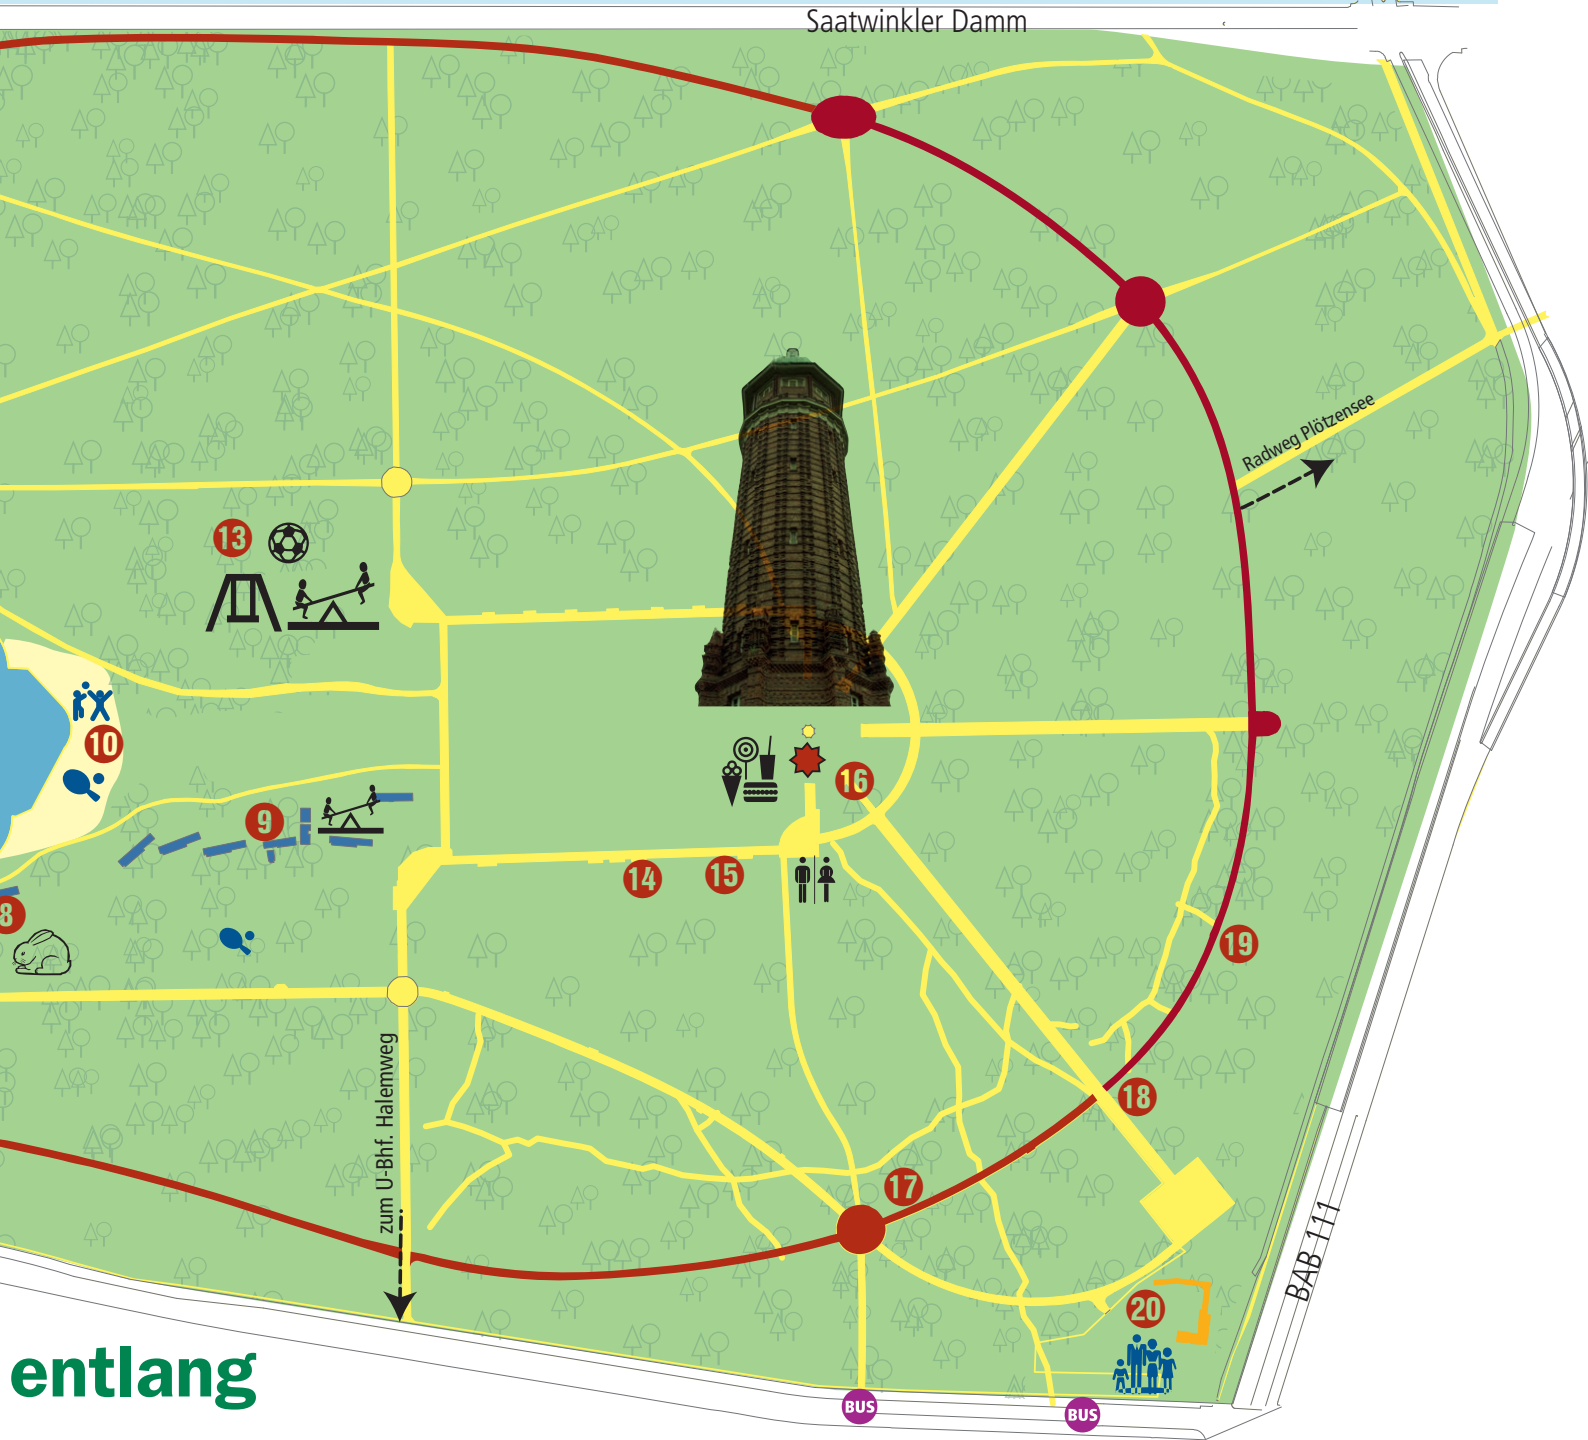 Saatwinkler Damm
Radweg Plötzensee
13
10
16
9
14
15
8
19
zum U-Bhf. Halemweg
18
17
BAB 111
20
entlang
BUS
BUS